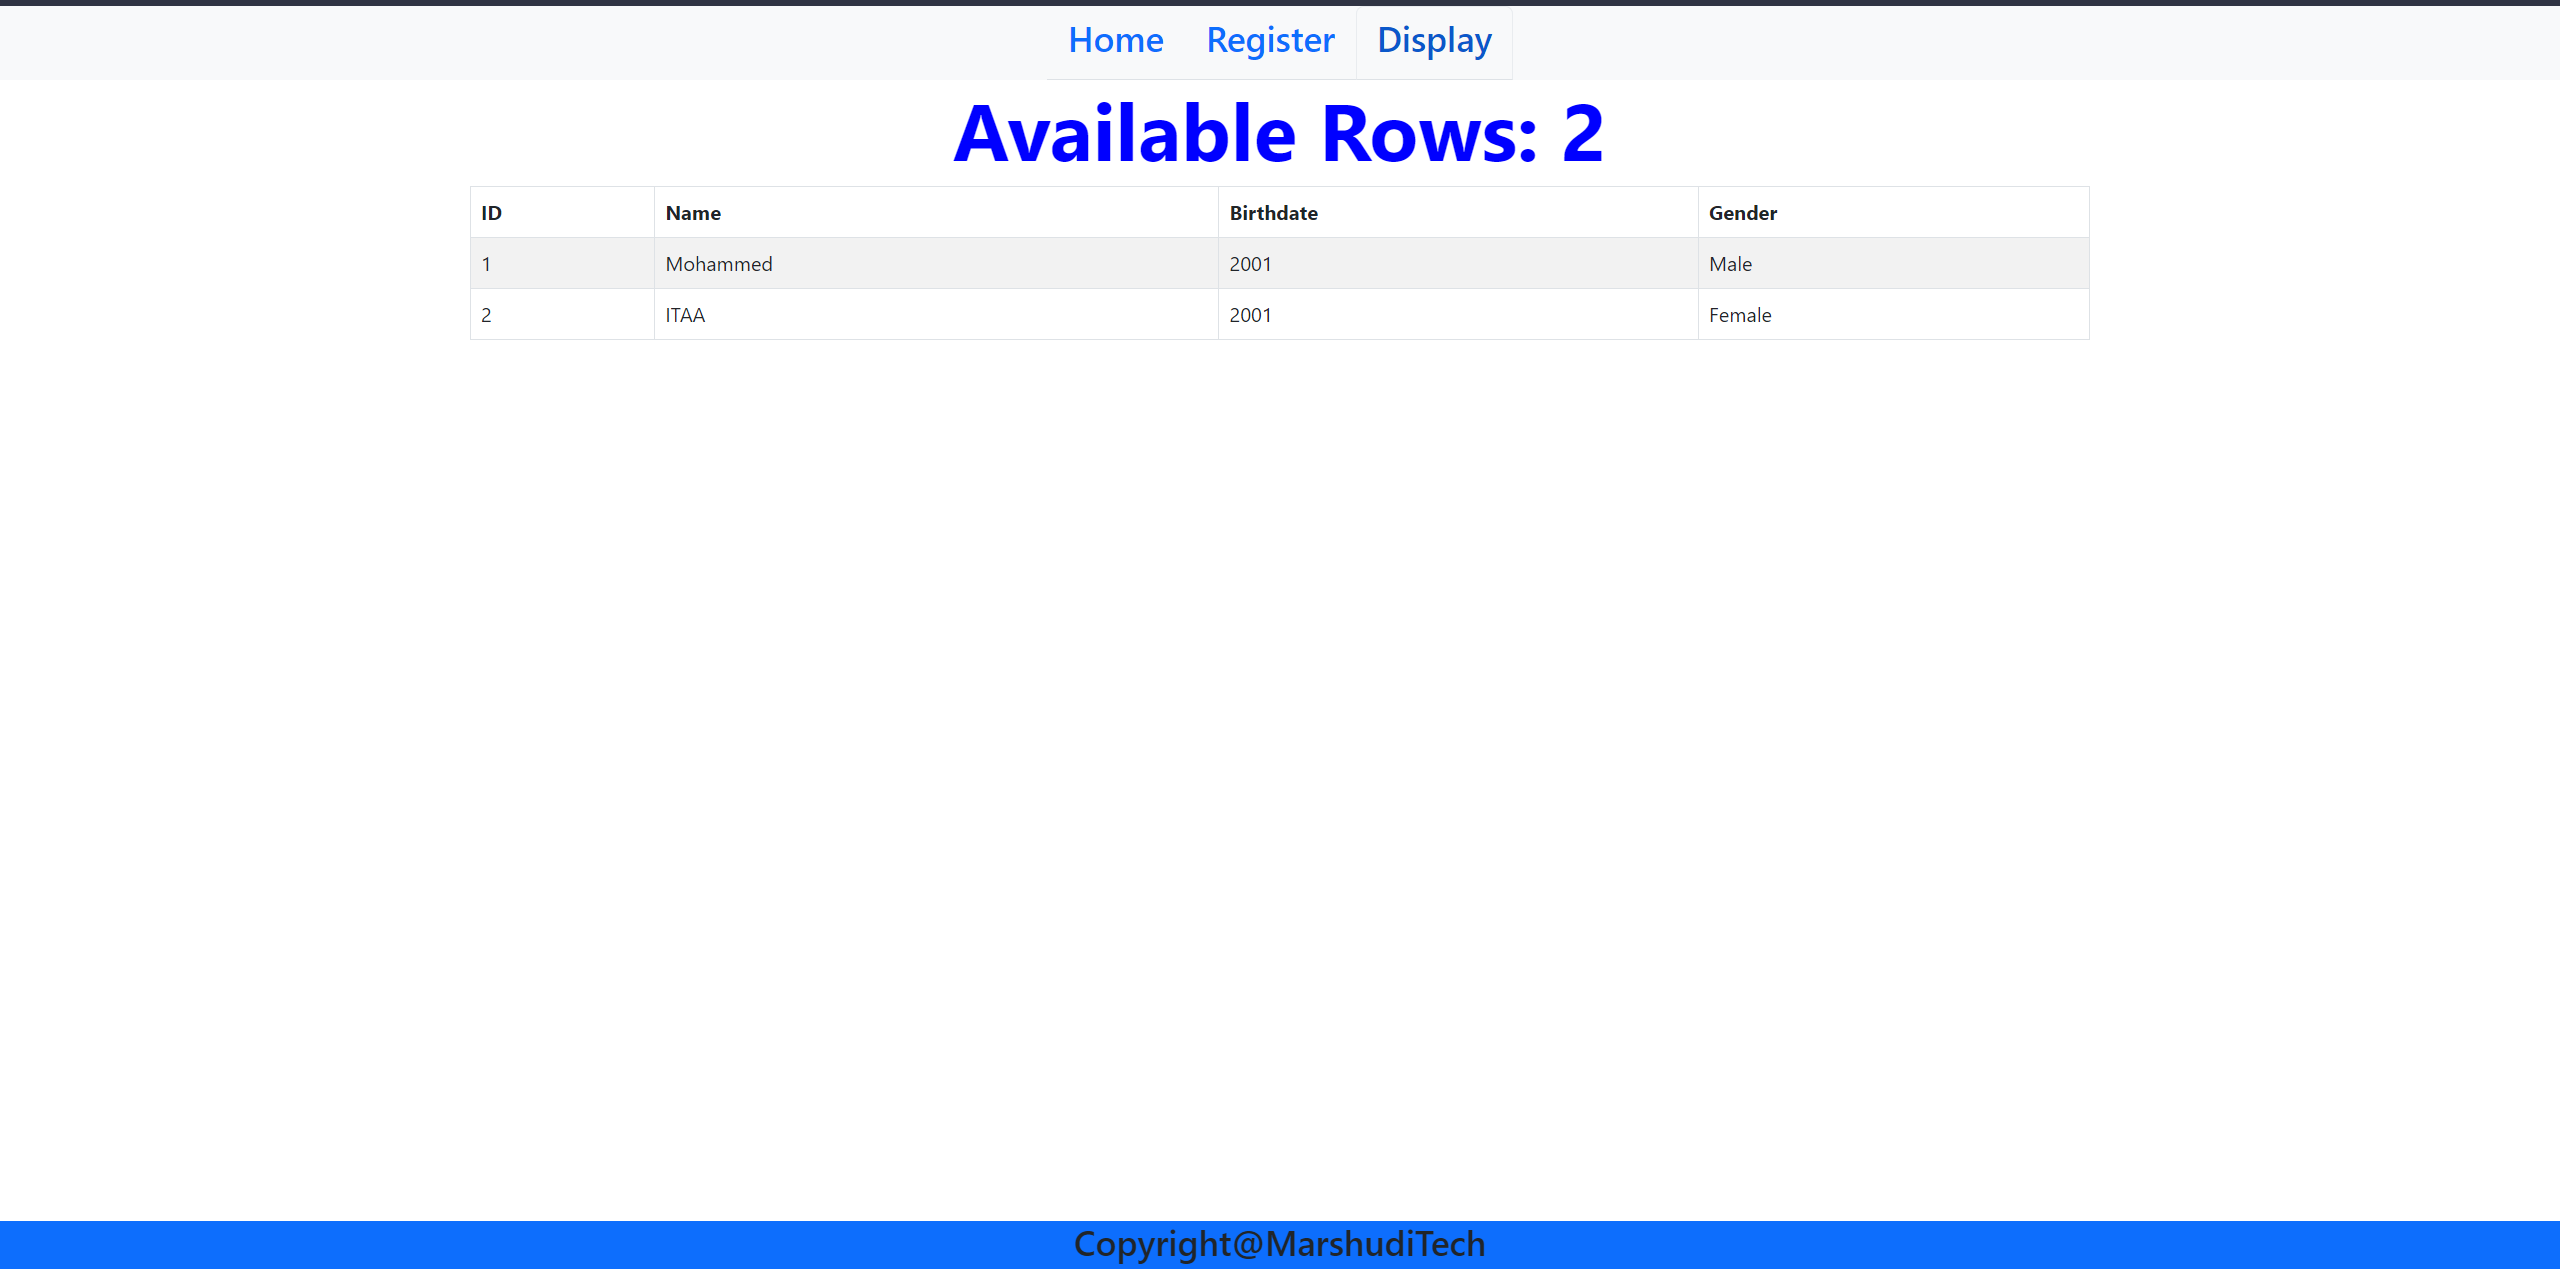 Home Register Display
Available Rows: 2
ID Name Birthdate Gender
1 Mohammed 2001 Male
2 ITAA 2001 Female
Copyright@MarshudiTech